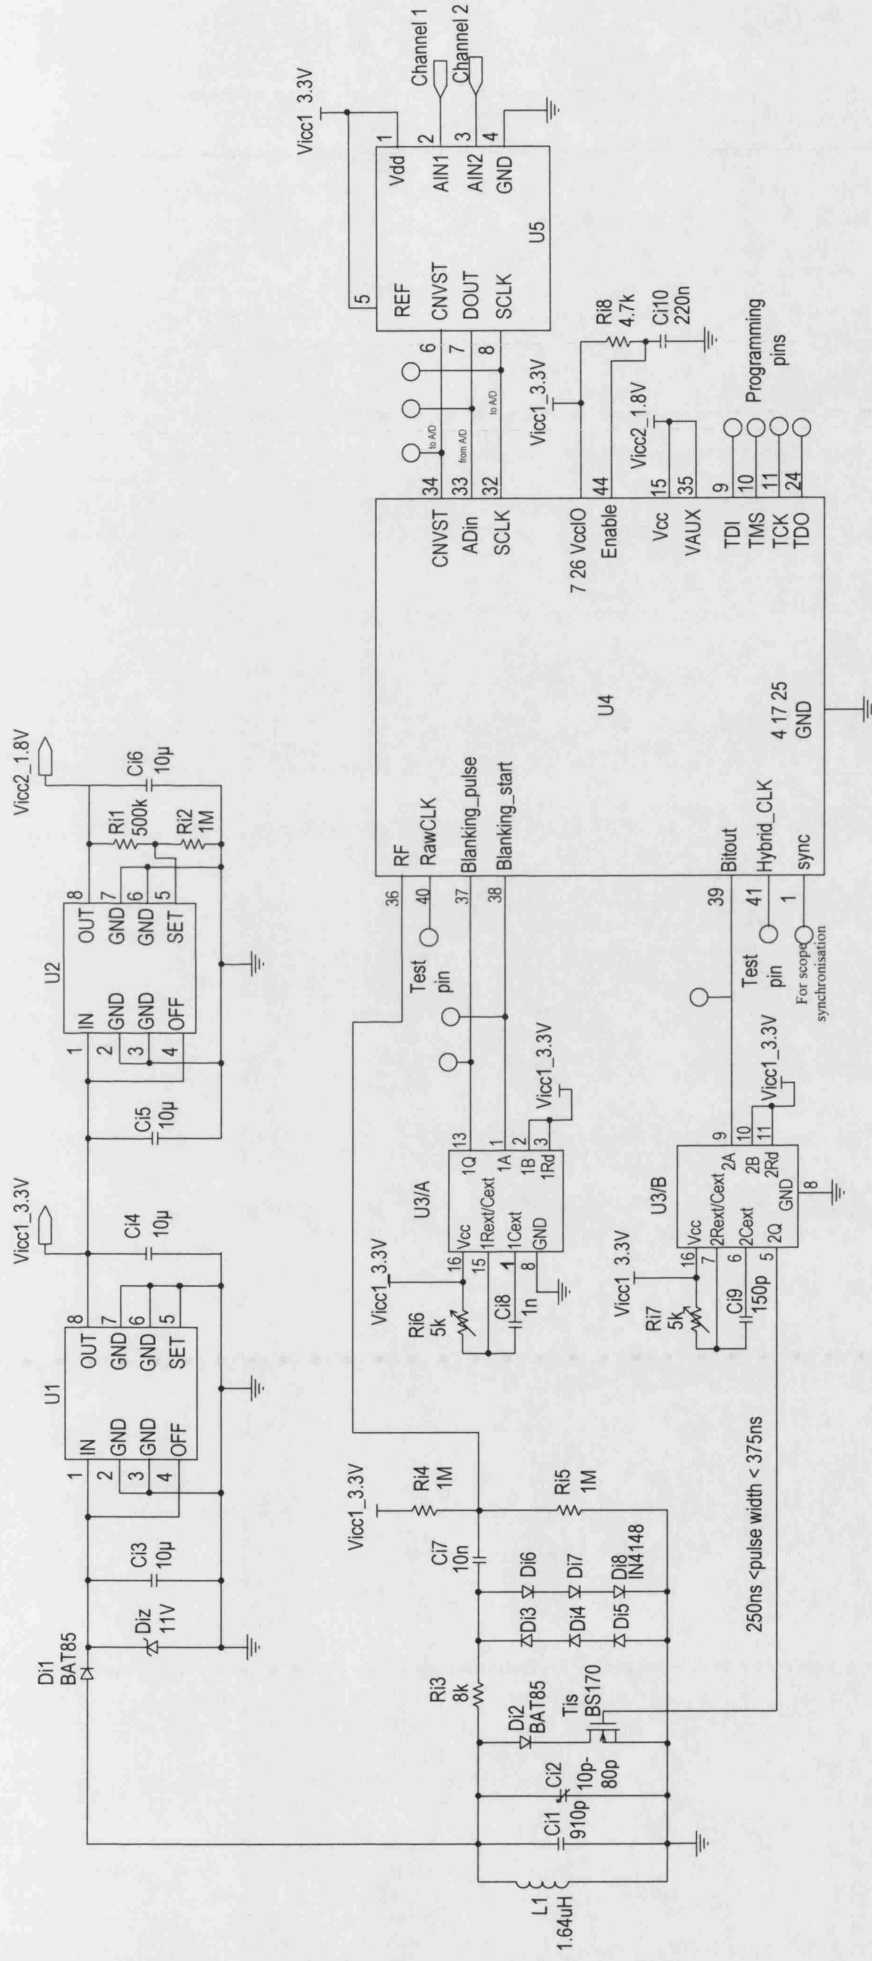 Vicc1_3.3V
Vicc2_1.8V
Di1
BAT85
Diz
11V
Ci3
10µ
U1
1
IN
2
GND
3
GND
4
OFF
8
OUT
7
GND
6
GND
5
SET
Ci4
10µ
Ci5
10µ
U2
1
IN
2
GND
3
GND
4
OFF
8
OUT
7
GND
6
GND
5
SET
Ri1
500k
Ri2
1M
Ci6
10µ
L1
1.64uH
Ci1
910p
Ci2
10p-
80p
Di2
BAT85
Tis
BS170
Ri3
8k
Di3
Di4
Di5
Di6
Di7
Di8
IN4148
Ci7
10n
Vicc1_3.3V
Ri4
1M
Ri5
1M
250ns <pulse width < 375ns
Vicc1_3.3V
Ri6
5k
Ci8
1n
U3/A
16
Vcc
15
1Rext/Cext
1
1Cext
8
GND
13
1Q
1
1A
2
1B
3
1Rd
Vicc1_3.3V
Vicc1 3.3V
Ri7
5k
Ci9
150p
U3/B
16
Vcc
7
2Rext/Cext
6
2Cext
5
2Q
GND
8
9
2A
10
2B
11
2Rd
Vicc1_3.3V
Test
pin
Test
pin
For scope
synchronisation
36
RF
40
RawCLK
37
Blanking_pulse
38
Blanking_start
39
Bitout
41
Hybrid_CLK
1
sync
U4
4 17 25
GND
34
CNVST
33
ADin
32
SCLK
7 26 VccIO
44
Enable
Vcc
15
VAUX
35
TDI
9
TMS
10
TCK
11
TDO
24
Programming
pins
to A/D
from A/D
to A/D
Vicc1_3.3V
Ri8
4.7k
Ci10
220n
Vicc2_1.8V
U5
5
REF
6
CNVST
7
DOUT
8
SCLK
Vdd
1
AIN1
2
AIN2
3
GND
4
Vicc1 3.3V
Channel 1
Channel 2